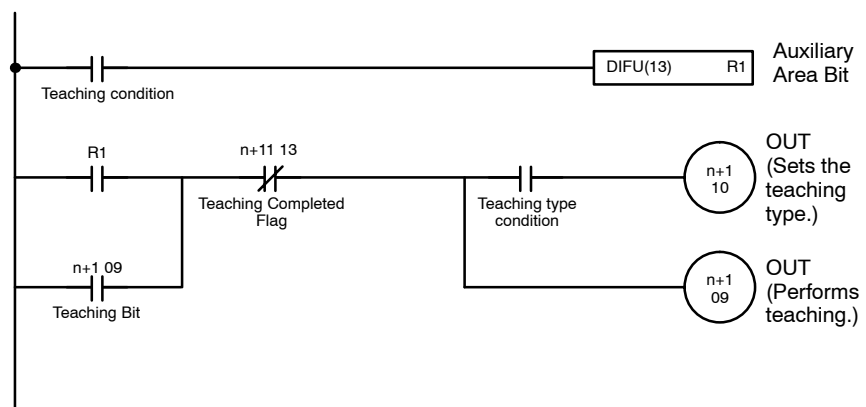 Teaching condition
DIFU(13) R1
Auxiliary
Area Bit
R1
n+11 13
Teaching Completed
Flag
Teaching type
condition
n+1
10
OUT
(Sets the
teaching
type.)
n+1 09
Teaching Bit
n+1
09
OUT
(Performs
teaching.)